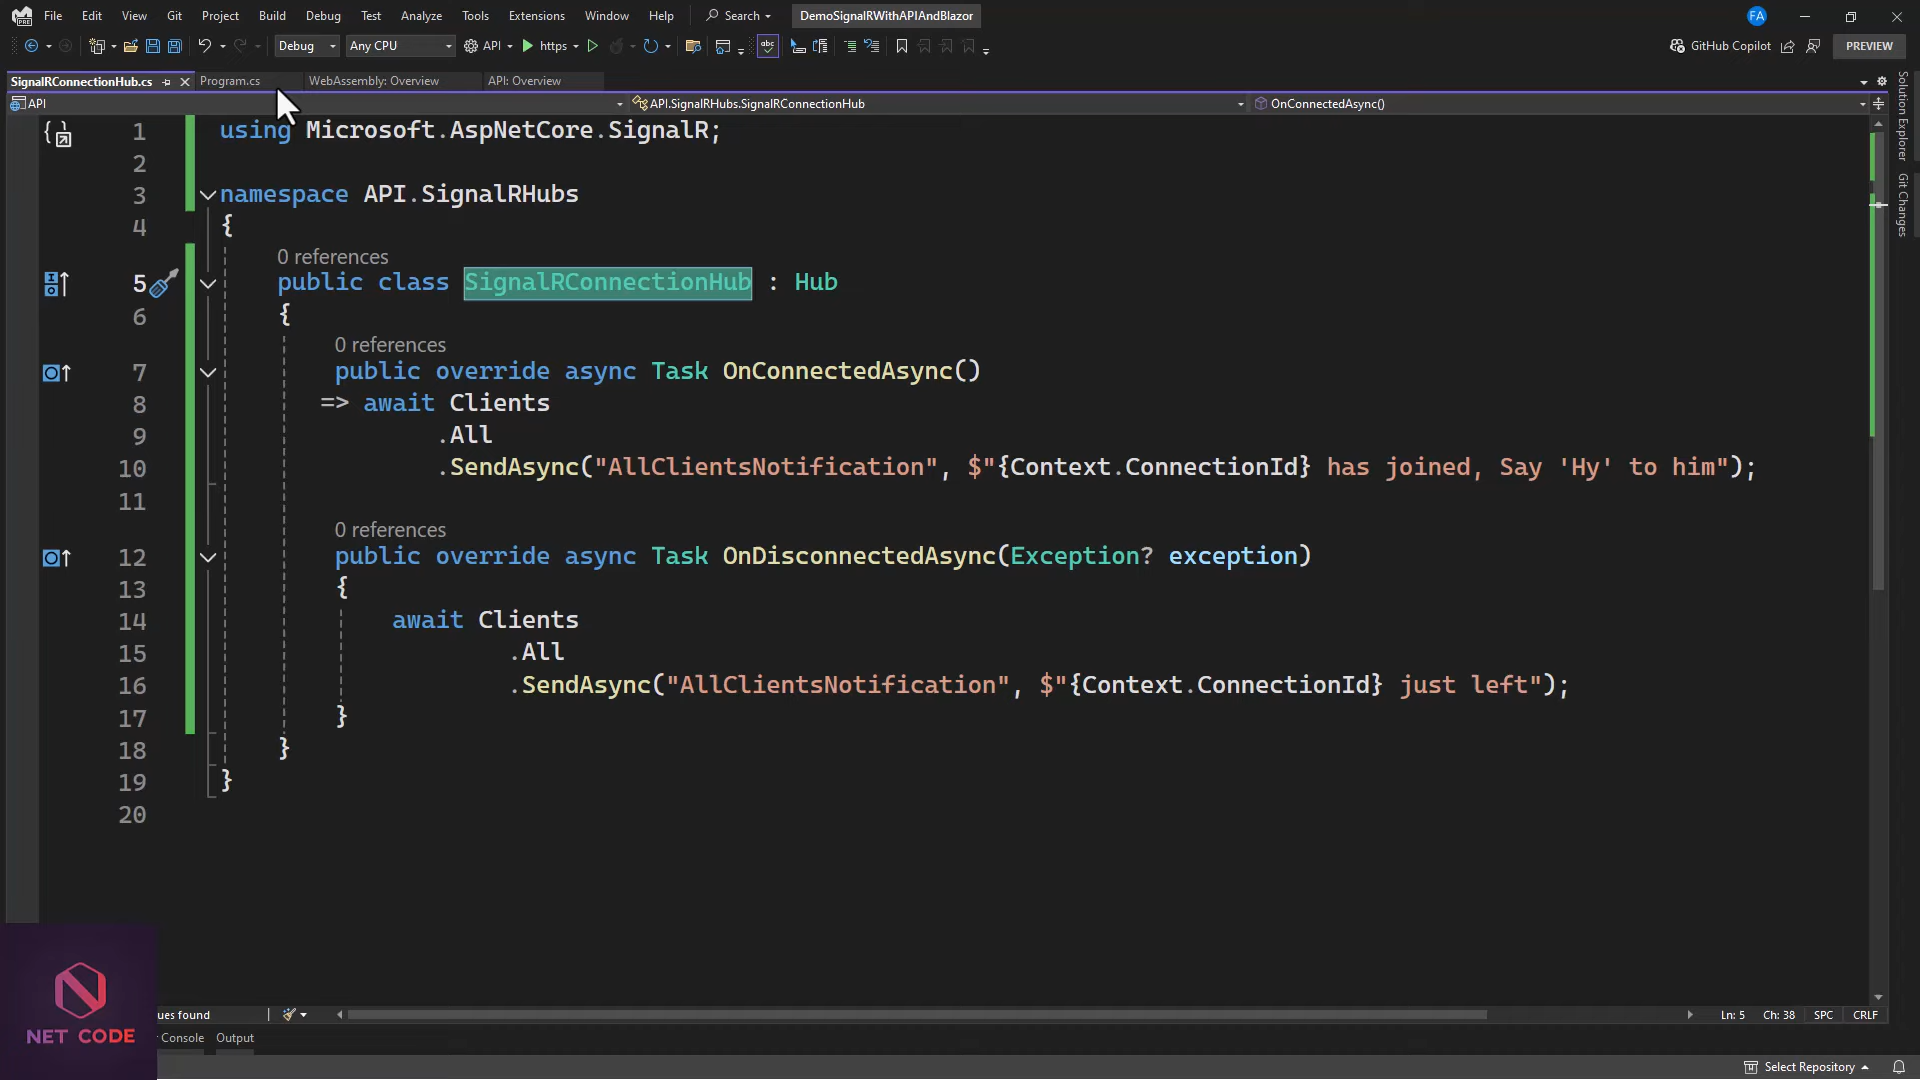 File Edit View Git Project Build Debug Test Analyze Tools Extensions Window Help Search DemoSignalRWithAPIAndBlazor FA
Debug Any CPU API https GitHub Copilot PREVIEW
SignalRConnectionHub.cs Program.cs WebAssembly: Overview API: Overview
API API.SignalRHubs.SignalRConnectionHub OnConnectedAsync()
Solution Explorer
Git Changes
1 using Microsoft.AspNetCore.SignalR;
2
3 namespace API.SignalRHubs
4 {
0 references
5 public class SignalRConnectionHub : Hub
6 {
0 references
7 public override async Task OnConnectedAsync()
8 => await Clients
9 .All
10 .SendAsync("AllClientsNotification", $"{Context.ConnectionId} has joined, Say 'Hy' to him");
11
0 references
12 public override async Task OnDisconnectedAsync(Exception? exception)
13 {
14 await Clients
15 .All
16 .SendAsync("AllClientsNotification", $"{Context.ConnectionId} just left");
17 }
18 }
19 }
20
ues found Ln: 5 Ch: 38 SPC CRLF
NET CODE
Console Output
Select Repository